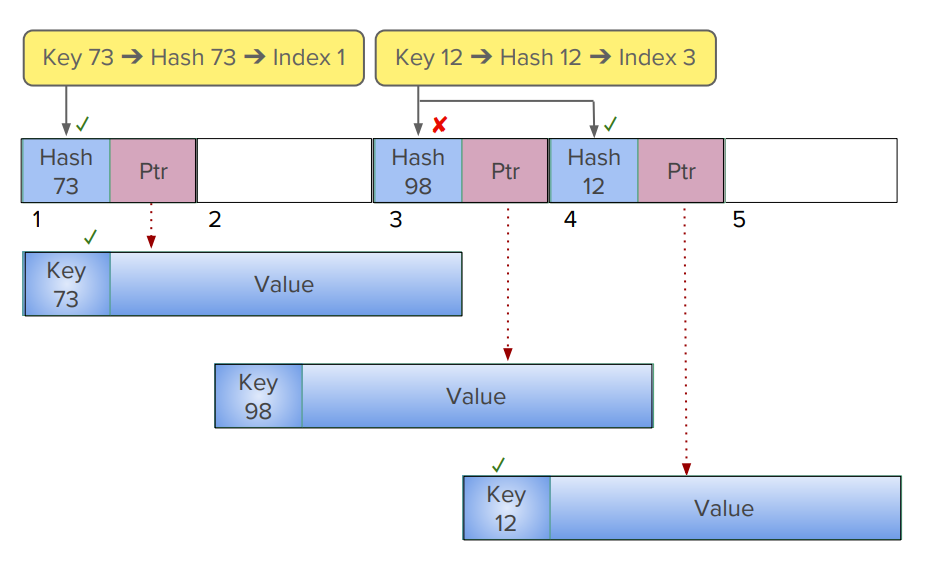 Key 73 ➔ Hash 73 ➔ Index 1
Key 12 ➔ Hash 12 ➔ Index 3
✓
✘
✓
Hash
73
Ptr
Hash
98
Ptr
Hash
12
Ptr
1
2
3
4
5
✓
Key
73
Value
Key
98
Value
✓
Key
12
Value